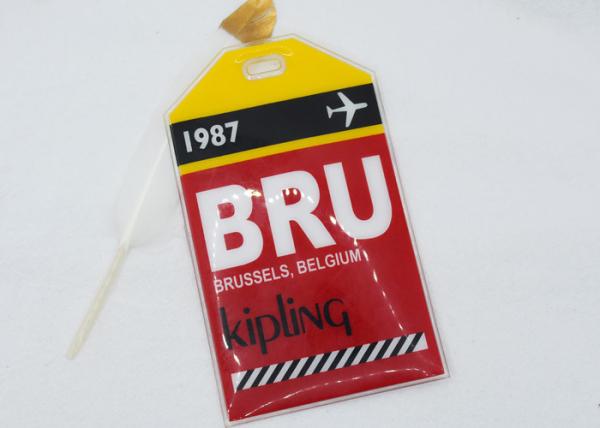 1987
BRU
BRUSSELS, BELGIUM
kipling